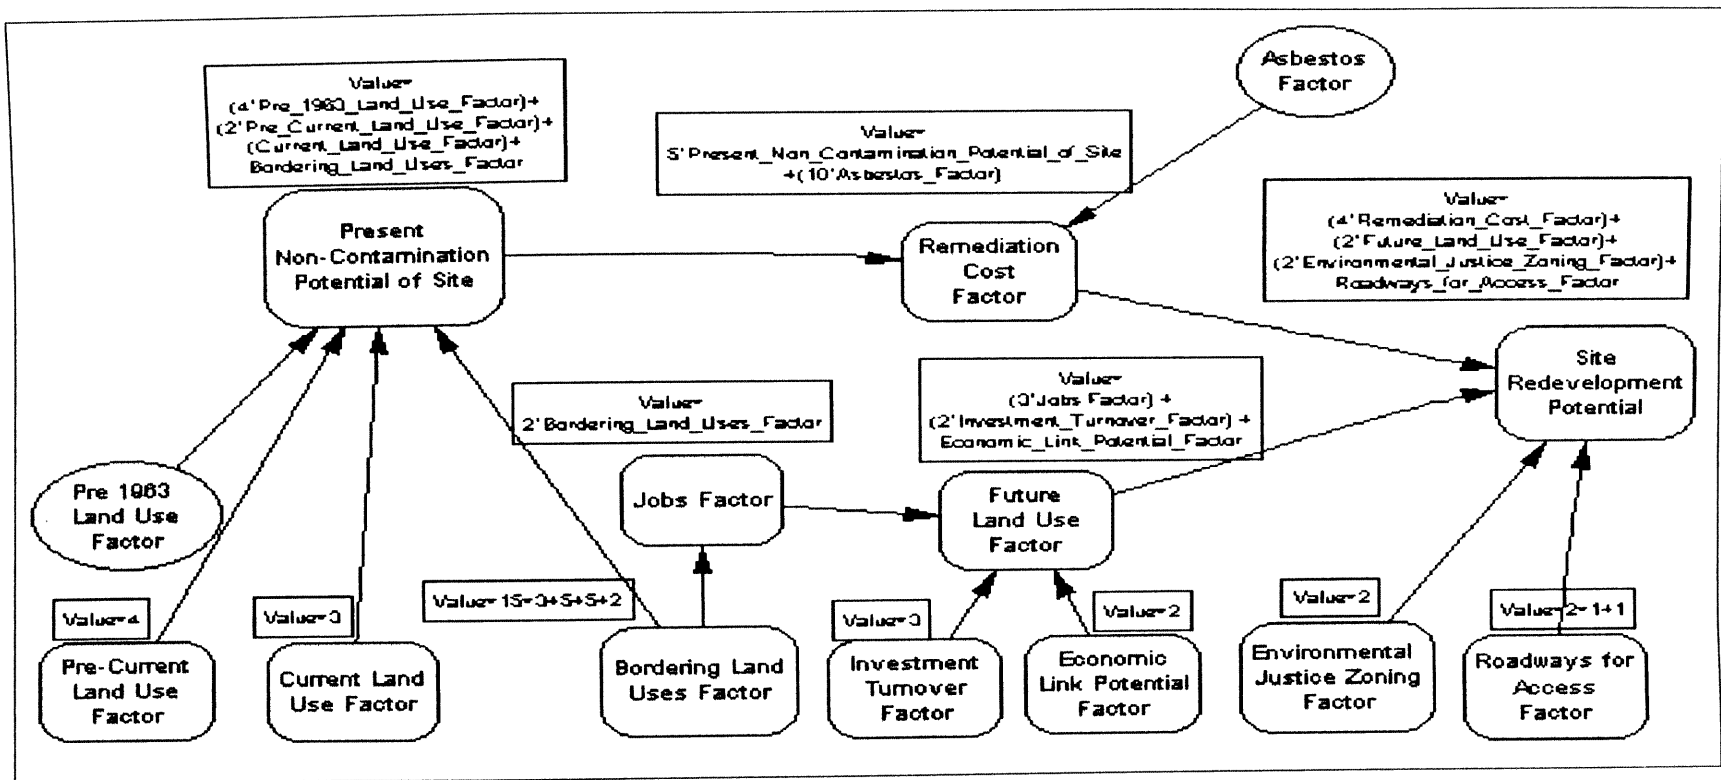 Asbestos
Factor
Value=
(4*Pre_1963_Land_Use_Factor)+
(2*Pre_Current_Land_Use_Factor)+
(Current_Land_Use_Factor)+
Bordering_Land_Uses_Factor
Value=
5*Present_Non_Contamination_Potential_of_Site
+(10*Asbestos_Factor)
Value=
(4*Remediation_Cost_Factor)+
(2*Future_Land_Use_Factor)+
(2*Environmental_Justice_Zoning_Factor)+
Roadways_for_Access_Factor
Present
Non-Contamination
Potential of Site
Remediation
Cost
Factor
Site
Redevelopment
Potential
Value=
2*Bordering_Land_Uses_Factor
Value=
(3*Jobs Factor) +
(2*Investment_Turnover_Factor) +
Economic_Link_Potential_Factor
Pre 1963
Land Use
Factor
Jobs Factor
Future
Land Use
Factor
Value=4
Value=3
Value=15=3+5+5+2
Value=3
Value=2
Value=2
Value=2=1+1
Pre-Current
Land Use
Factor
Current Land
Use Factor
Bordering Land
Uses Factor
Investment
Turnover
Factor
Economic
Link Potential
Factor
Environmental
Justice Zoning
Factor
Roadways for
Access
Factor